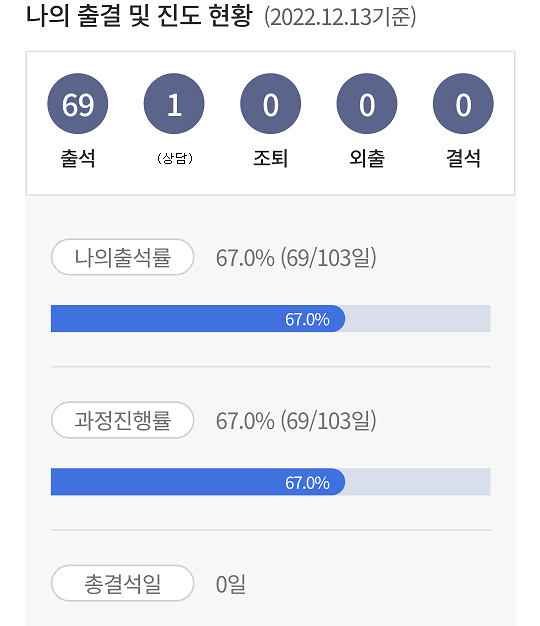 나의 출결 및 진도 현황 (2022.12.13기준)
69 1 0 0 0
출석 (상담) 조퇴 외출 결석
나의출석률 67.0% (69/103일)
67.0%
과정진행률 67.0% (69/103일)
67.0%
총결석일 0일